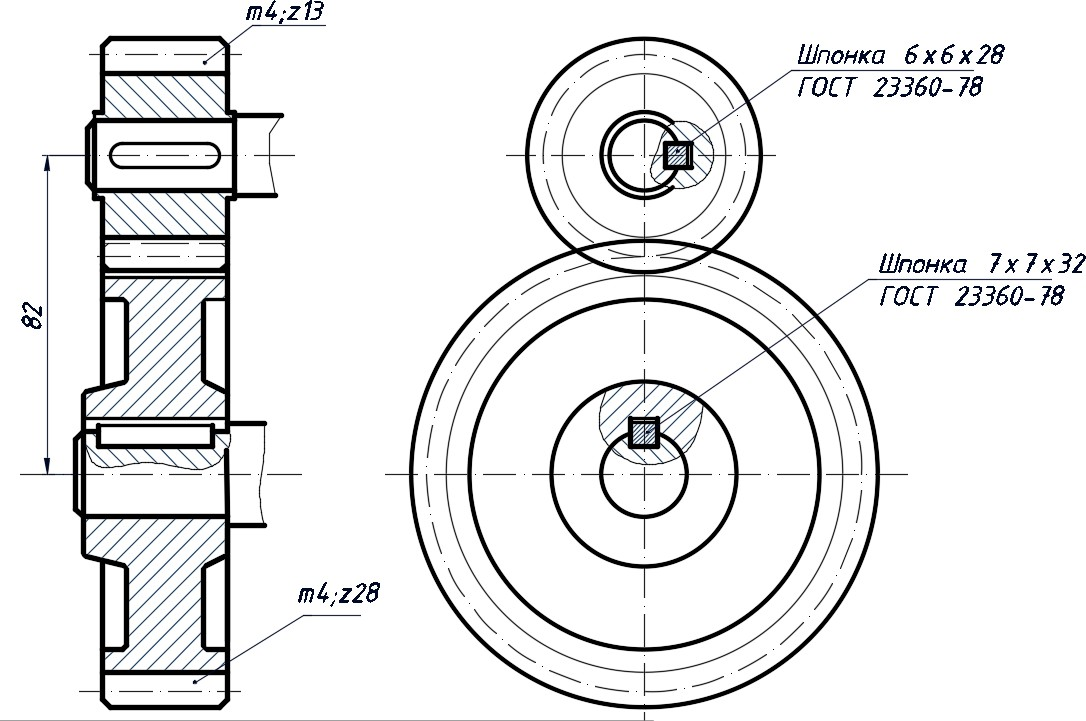 m4;z13
Шпонка 6х6х28
ГОСТ 23360-78
Шпонка 7х7х32
ГОСТ 23360-78
82
m4;z28